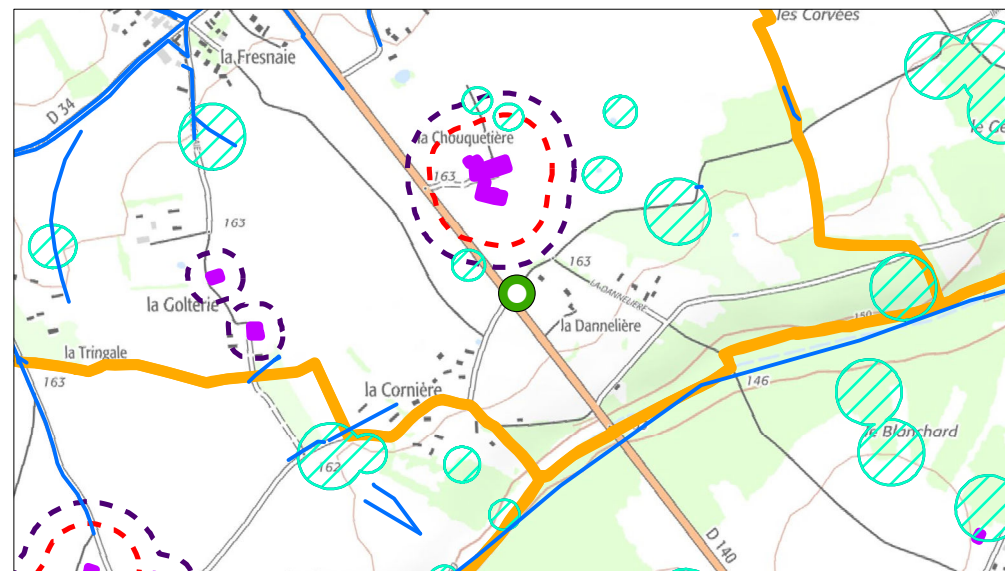 les Corvées
la Fresnaie
D 34
la Chouquetière
163
163
163
LA DANNELIÈRE
la Golterie
la Dannelière
150
la Tringale
163
la Cornière
146
le Blanchard
162
D 140